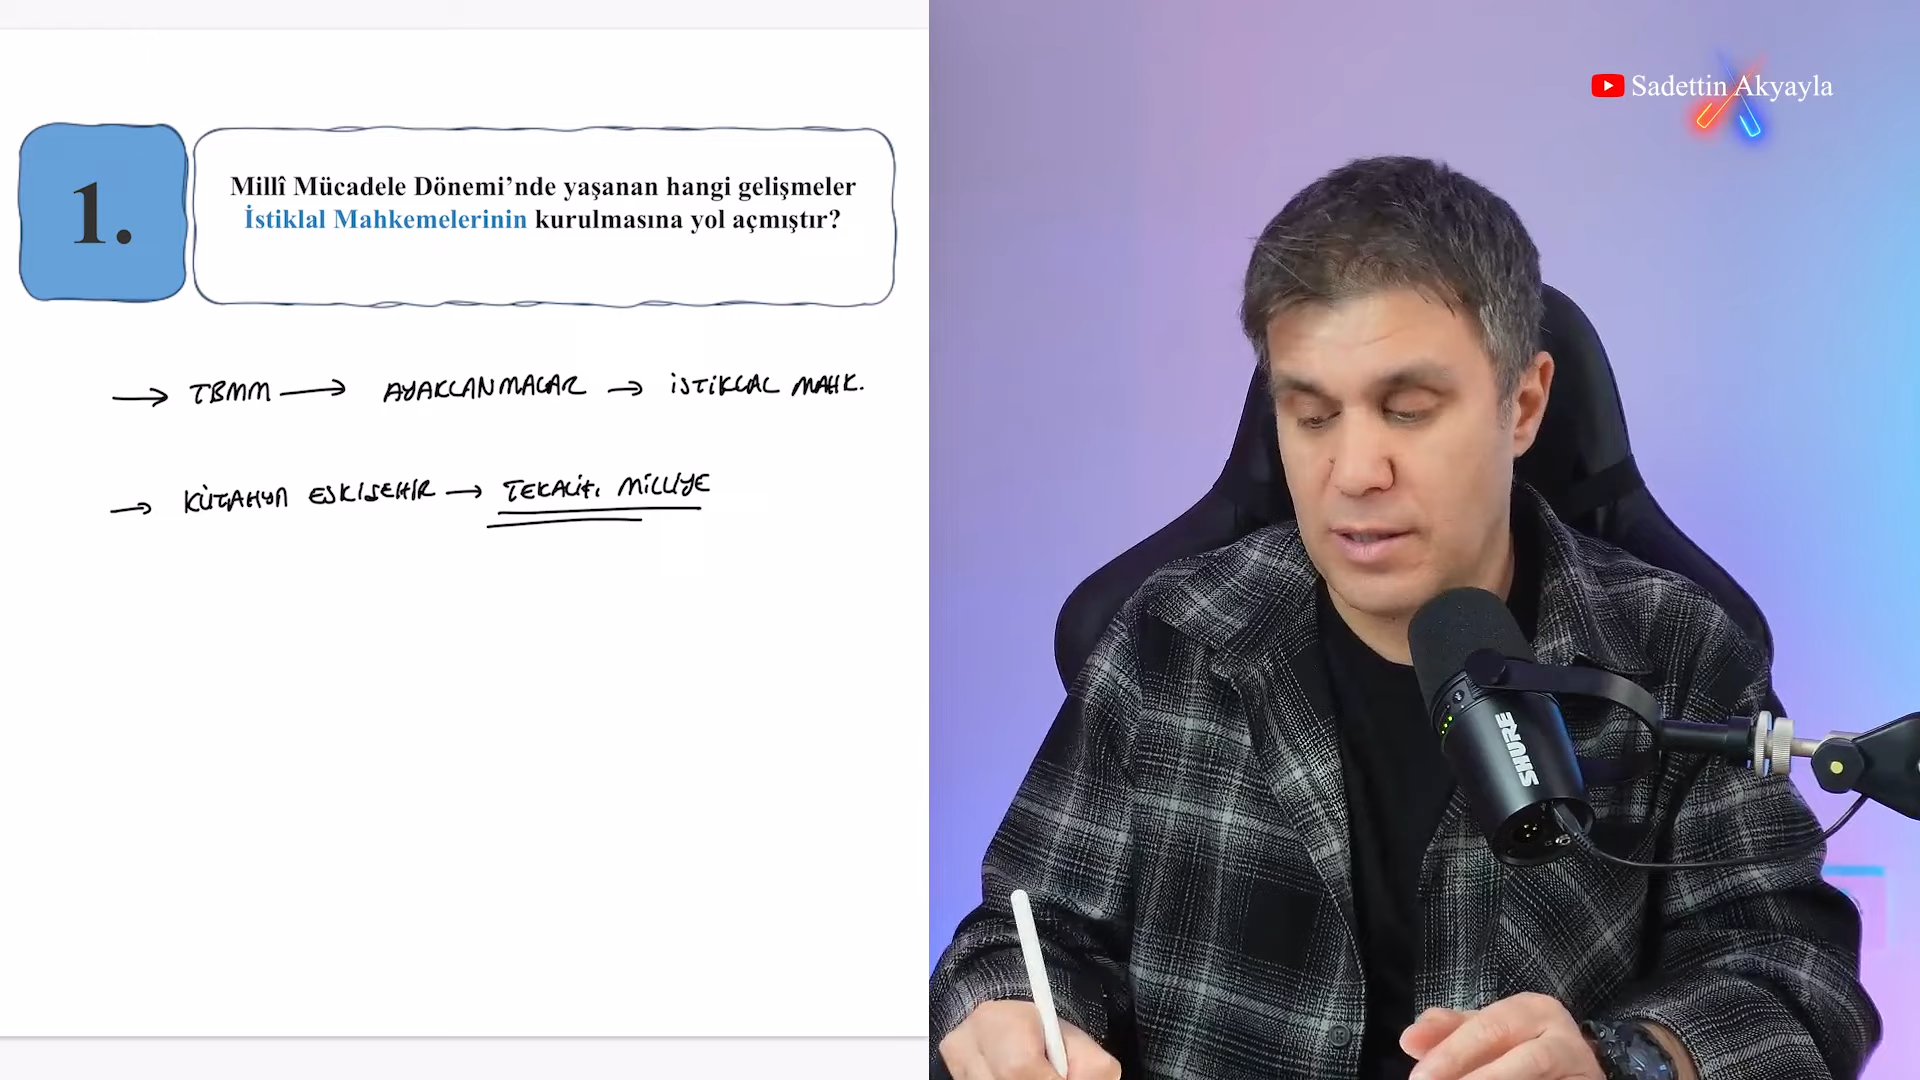 Sadettin Akyayla
1.
Millî Mücadele Dönemi’nde yaşanan hangi gelişmeler
İstiklal Mahkemelerinin kurulmasına yol açmıştır?
→ TBMM → AYAKLANMALAR → İSTİKLAL MAHK.
→ KÜTAHYA ESKİŞEHİR → TEKALİFİ MİLLİYE
SHURE